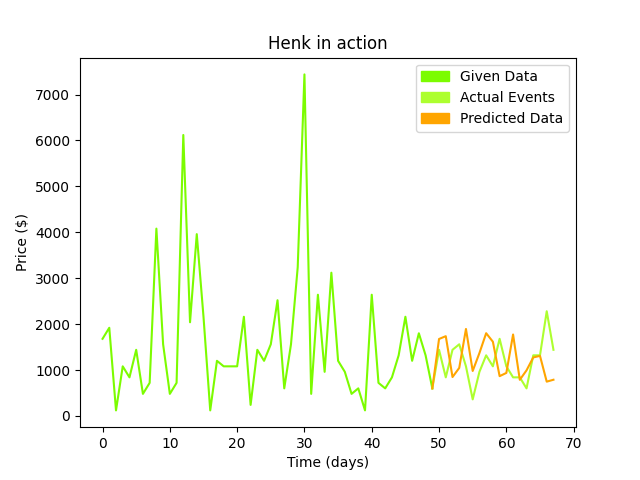 Henk in action
Given Data
Actual Events
Predicted Data
Price ($)
7000
6000
5000
4000
3000
2000
1000
0
0 10 20 30 40 50 60 70
Time (days)